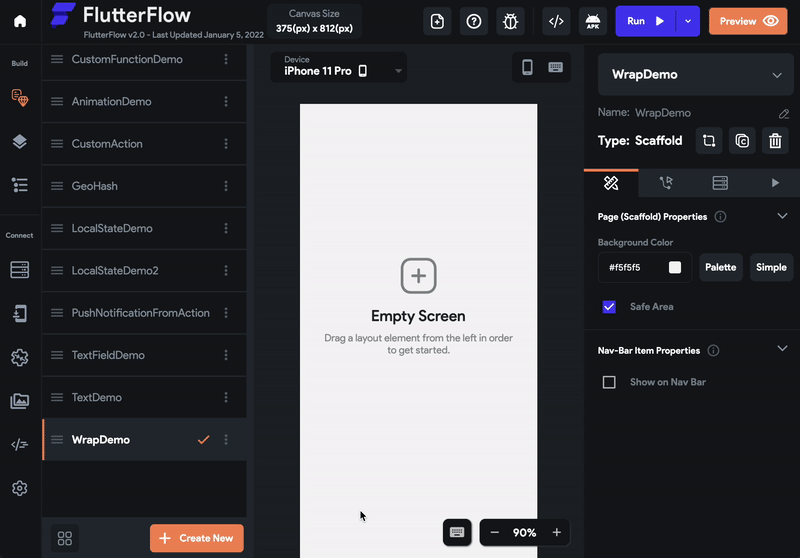 FlutterFlow
FlutterFlow v2.0 - Last Updated January 5, 2022
Canvas Size
375(px) x 812(px)
APK
Run
Preview
Build
Connect
CustomFunctionDemo
AnimationDemo
CustomAction
GeoHash
LocalStateDemo
LocalStateDemo2
PushNotificationFromAction
TextFieldDemo
TextDemo
WrapDemo
Create New
Device
iPhone 11 Pro
Empty Screen
Drag a layout element from the left in order
to get started.
90%
WrapDemo
Name: WrapDemo
Type: Scaffold
Page (Scaffold) Properties
Background Color
#f5f5f5
Palette
Simple
Safe Area
Nav-Bar Item Properties
Show on Nav Bar